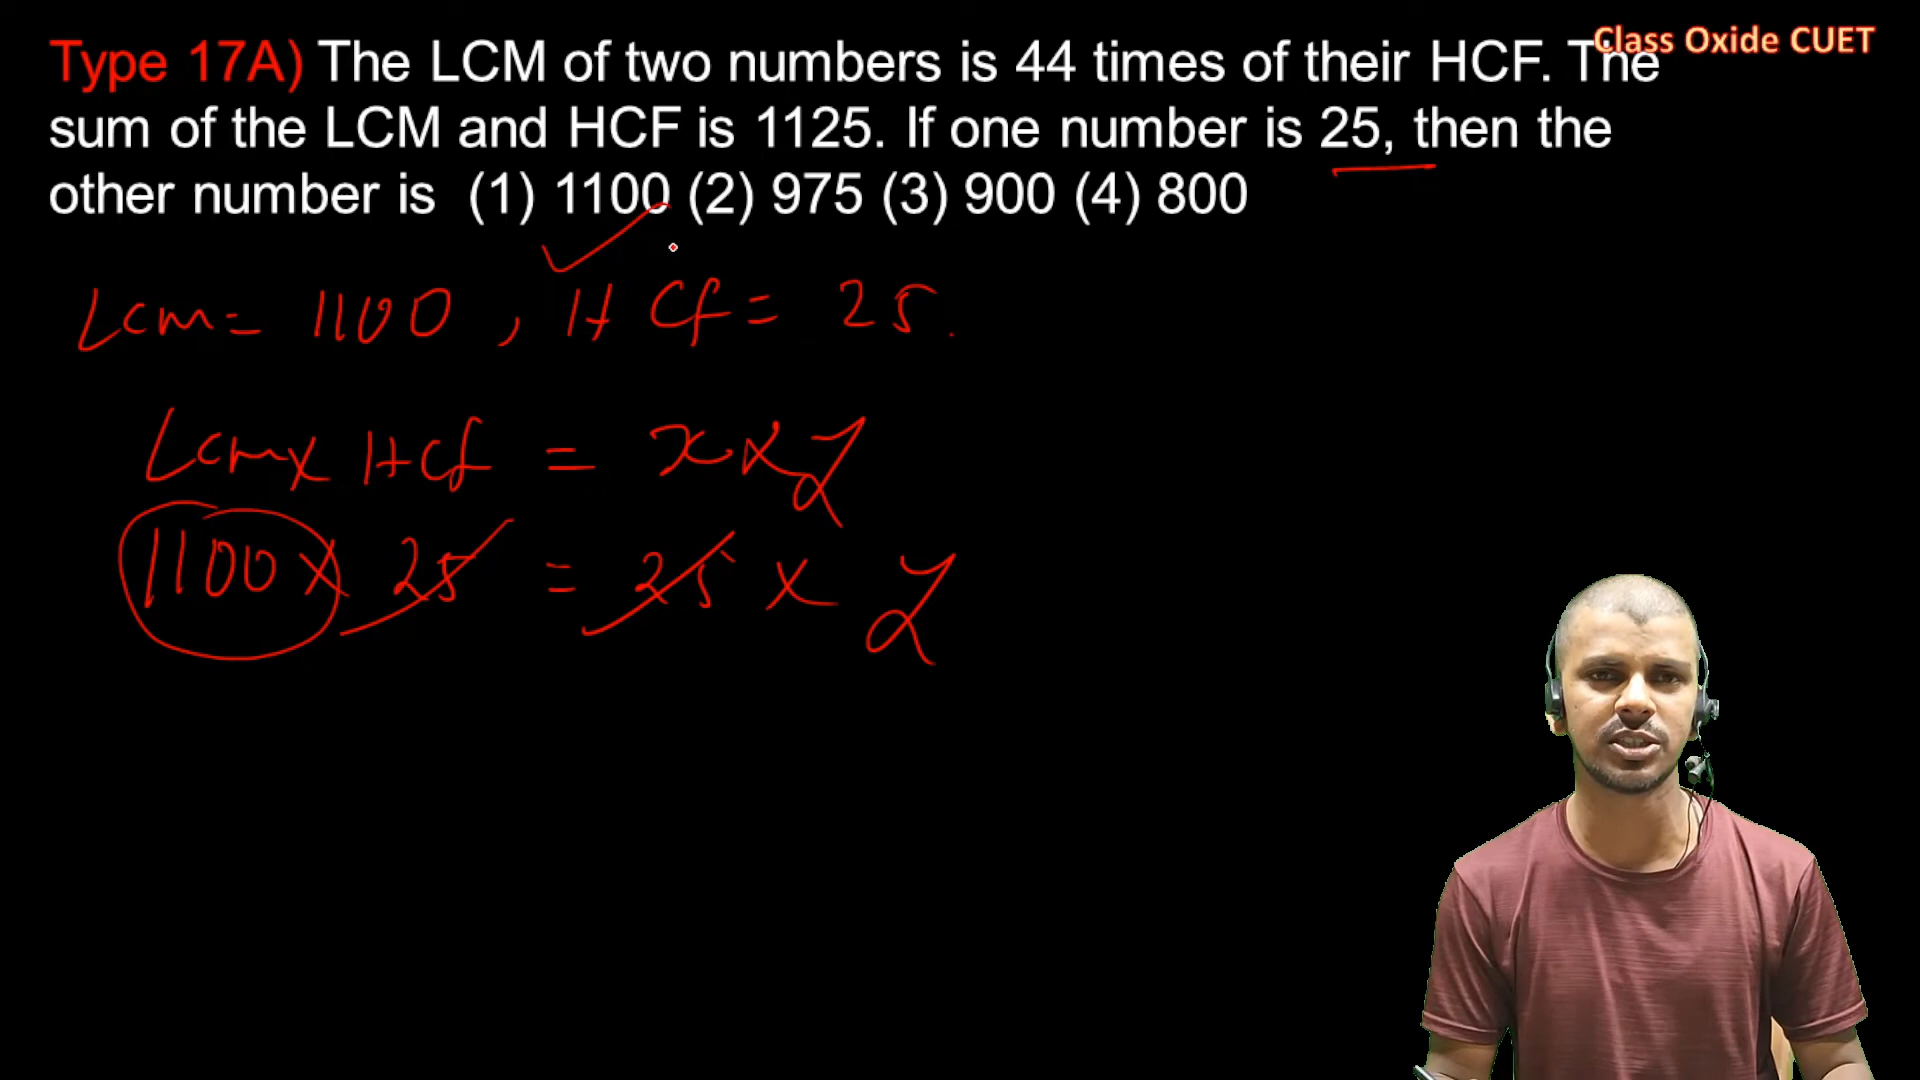 Class Oxide CUET
Type 17A) The LCM of two numbers is 44 times of their HCF. The
sum of the LCM and HCF is 1125. If one number is 25, then the
other number is (1) 1100 (2) 975 (3) 900 (4) 800
Lcm = 1100 , HCf = 25 .
Lcm x HCf = x x y
1100 x 25 = 25 x y